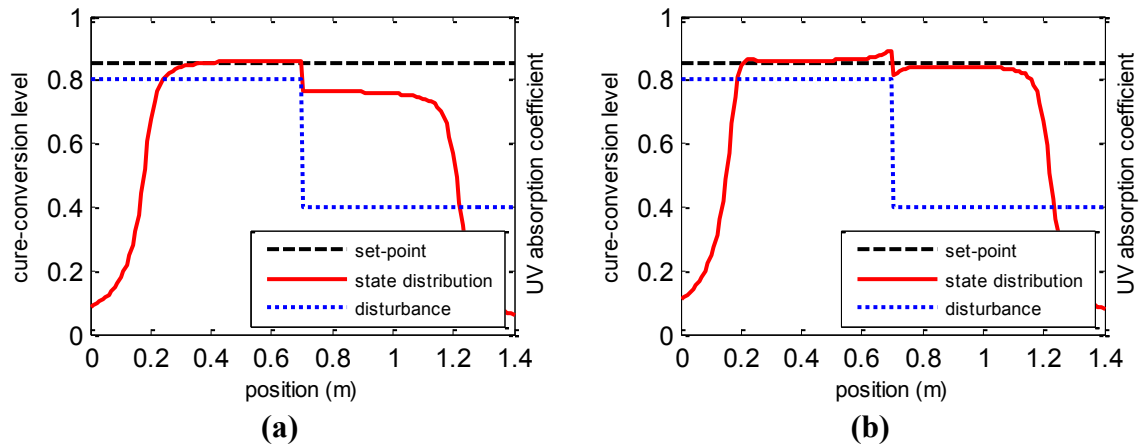 cure-conversion level
1
0.8
0.6
0.4
0.2
0
0 0.2 0.4 0.6 0.8 1 1.2 1.4
position (m)
UV absorption coefficient
set-point
state distribution
disturbance
(a)
cure-conversion level
1
0.8
0.6
0.4
0.2
0
0 0.2 0.4 0.6 0.8 1 1.2 1.4
position (m)
UV absorption coefficient
set-point
state distribution
disturbance
(b)